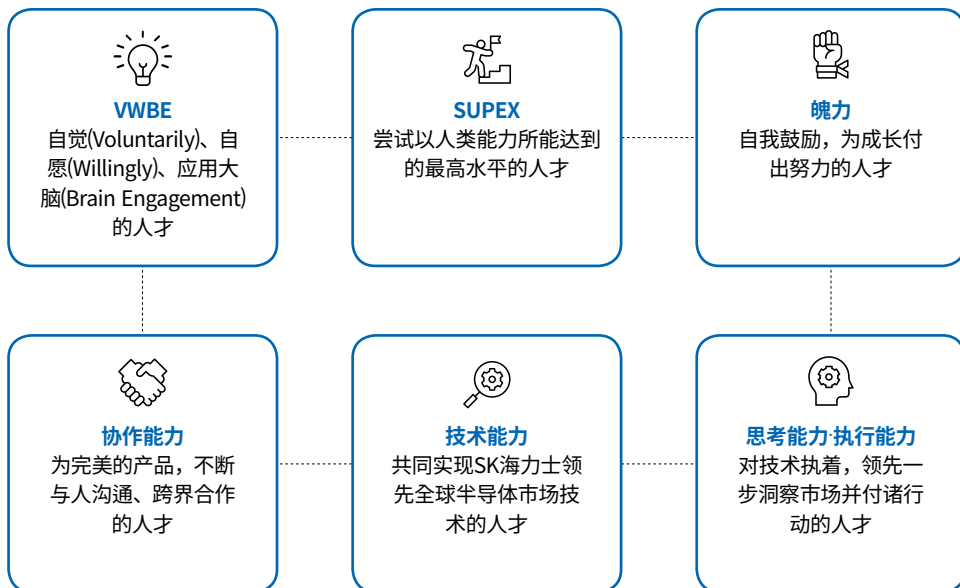 VWBE
自觉(Voluntarily)、自
愿(Willingly)、应用大
脑(Brain Engagement)
的人才
SUPEX
尝试以人类能力所能达到
的最高水平的人才
魄力
自我鼓励，为成长付
出努力的人才
协作能力
为完美的产品，不断
与人沟通、跨界合作
的人才
技术能力
共同实现SK海力士领
先全球半导体市场技
术的人才
思考能力·执行能力
对技术执着，领先一
步洞察市场并付诸行
动的人才